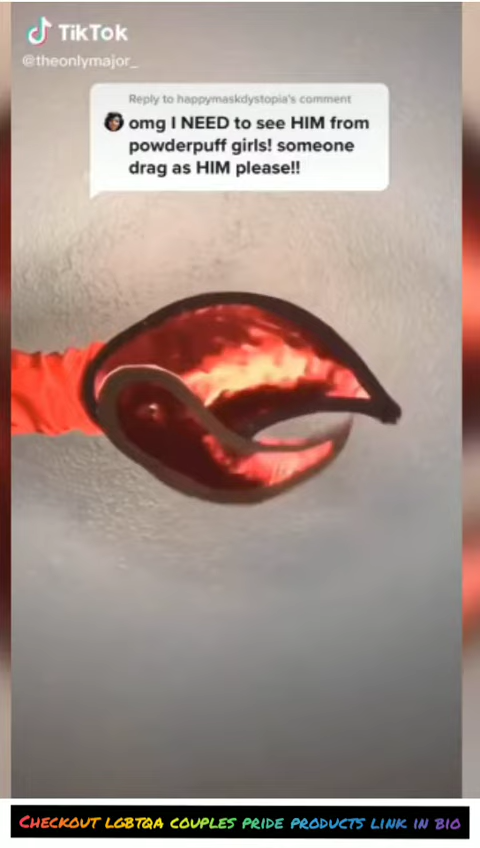 TikTok
@theonlymajor_
Reply to happymaskdystopia's comment
omg I NEED to see HIM from
powderpuff girls! someone
drag as HIM please!!
CHECKOUT LGBTQA COUPLES PRIDE PRODUCTS LINK IN BIO